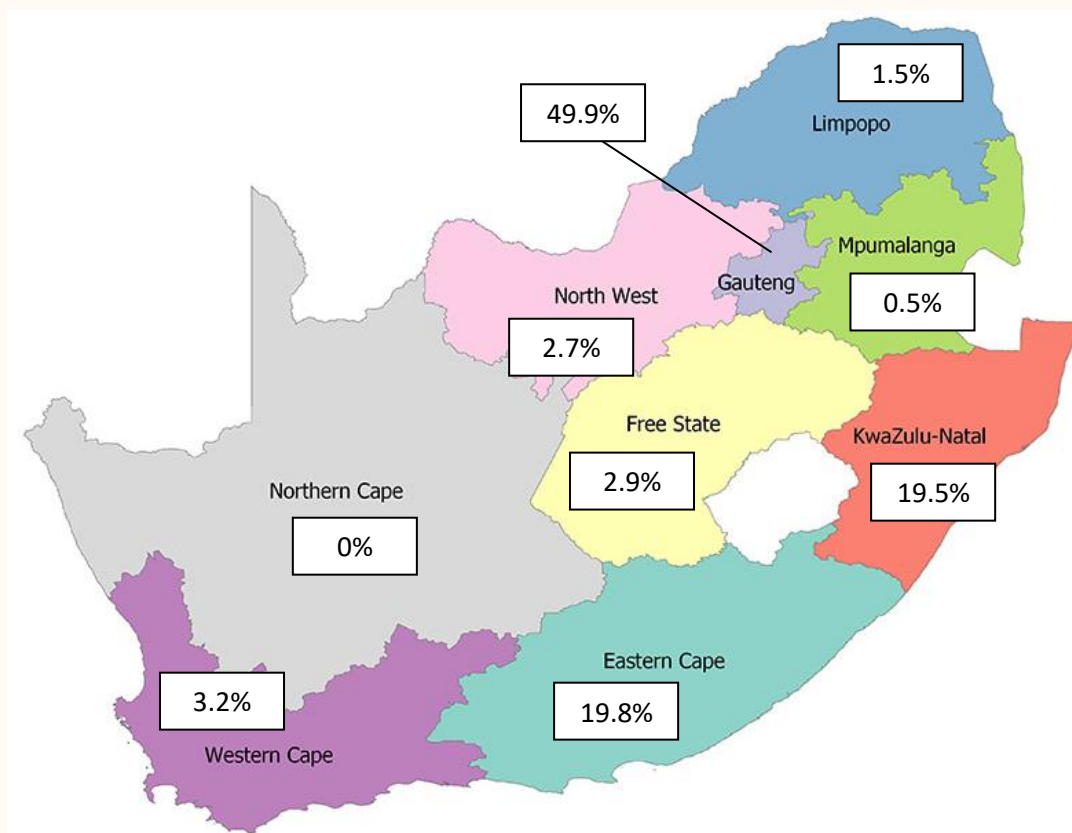 1.5%
Limpopo
49.9%
Mpumalanga
Gauteng
0.5%
North West
2.7%
Free State
2.9%
KwaZulu-Natal
19.5%
Northern Cape
0%
Eastern Cape
19.8%
3.2%
Western Cape